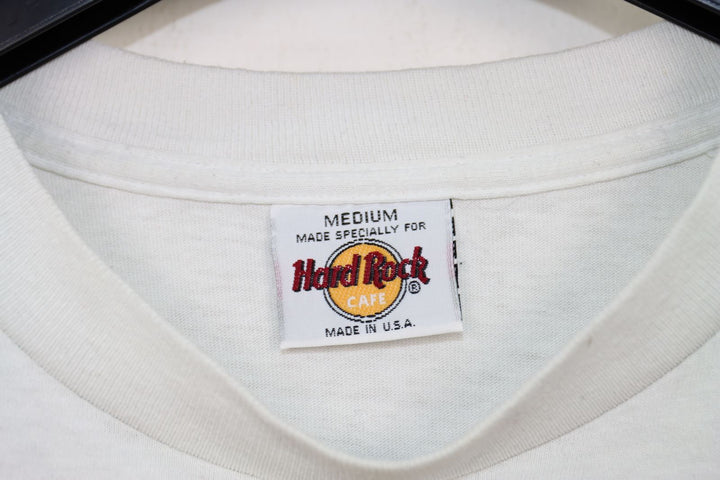 MEDIUM
MADE SPECIALLY FOR
Hard Rock
CAFE ®
MADE IN U.S.A.